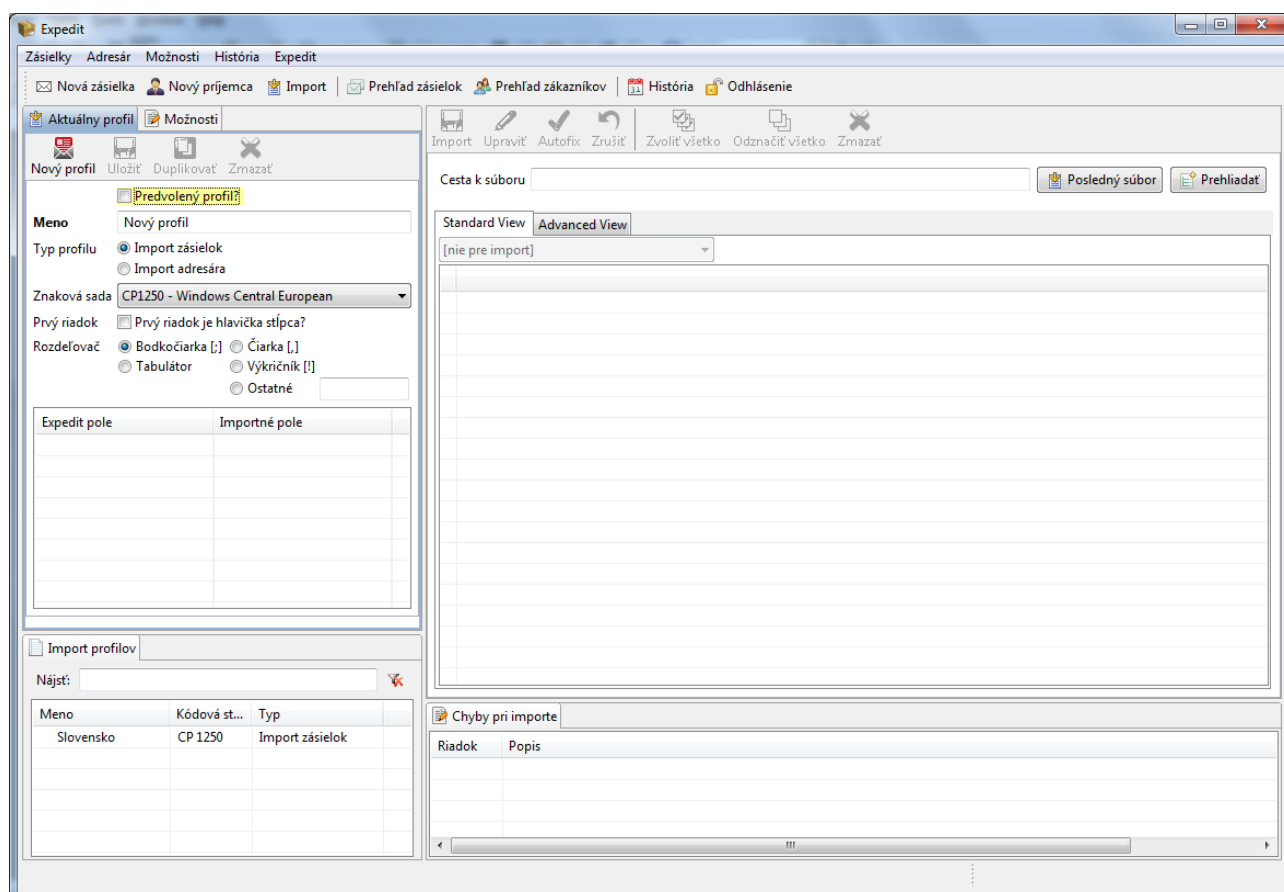 Expedit
Zásielky Adresár Možnosti História Expedit
Nová zásielka Nový príjemca Import Prehľad zásielok Prehľad zákazníkov 31 História Odhlásenie
Aktuálny profil Možnosti
Nový profil Uložiť Duplikovať Zmazať
Predvolený profil?
Meno Nový profil
Typ profilu Import zásielok
Import adresára
Znaková sada CP1250 - Windows Central European
Prvý riadok Prvý riadok je hlavička stĺpca?
Rozdeľovač Bodkočiarka [;] Čiarka [,]
Tabulátor Výkričník [!]
Ostatné
Expedit pole Importné pole
Import profilov
Nájsť:
Meno Kódová st... Typ
Slovensko CP 1250 Import zásielok
Import Upraviť Autofix Zrušiť Zvoliť všetko Odznačiť všetko Zmazať
Cesta k súboru Posledný súbor Prehliadať
Standard View Advanced View
[nie pre import]
Chyby pri importe
Riadok Popis